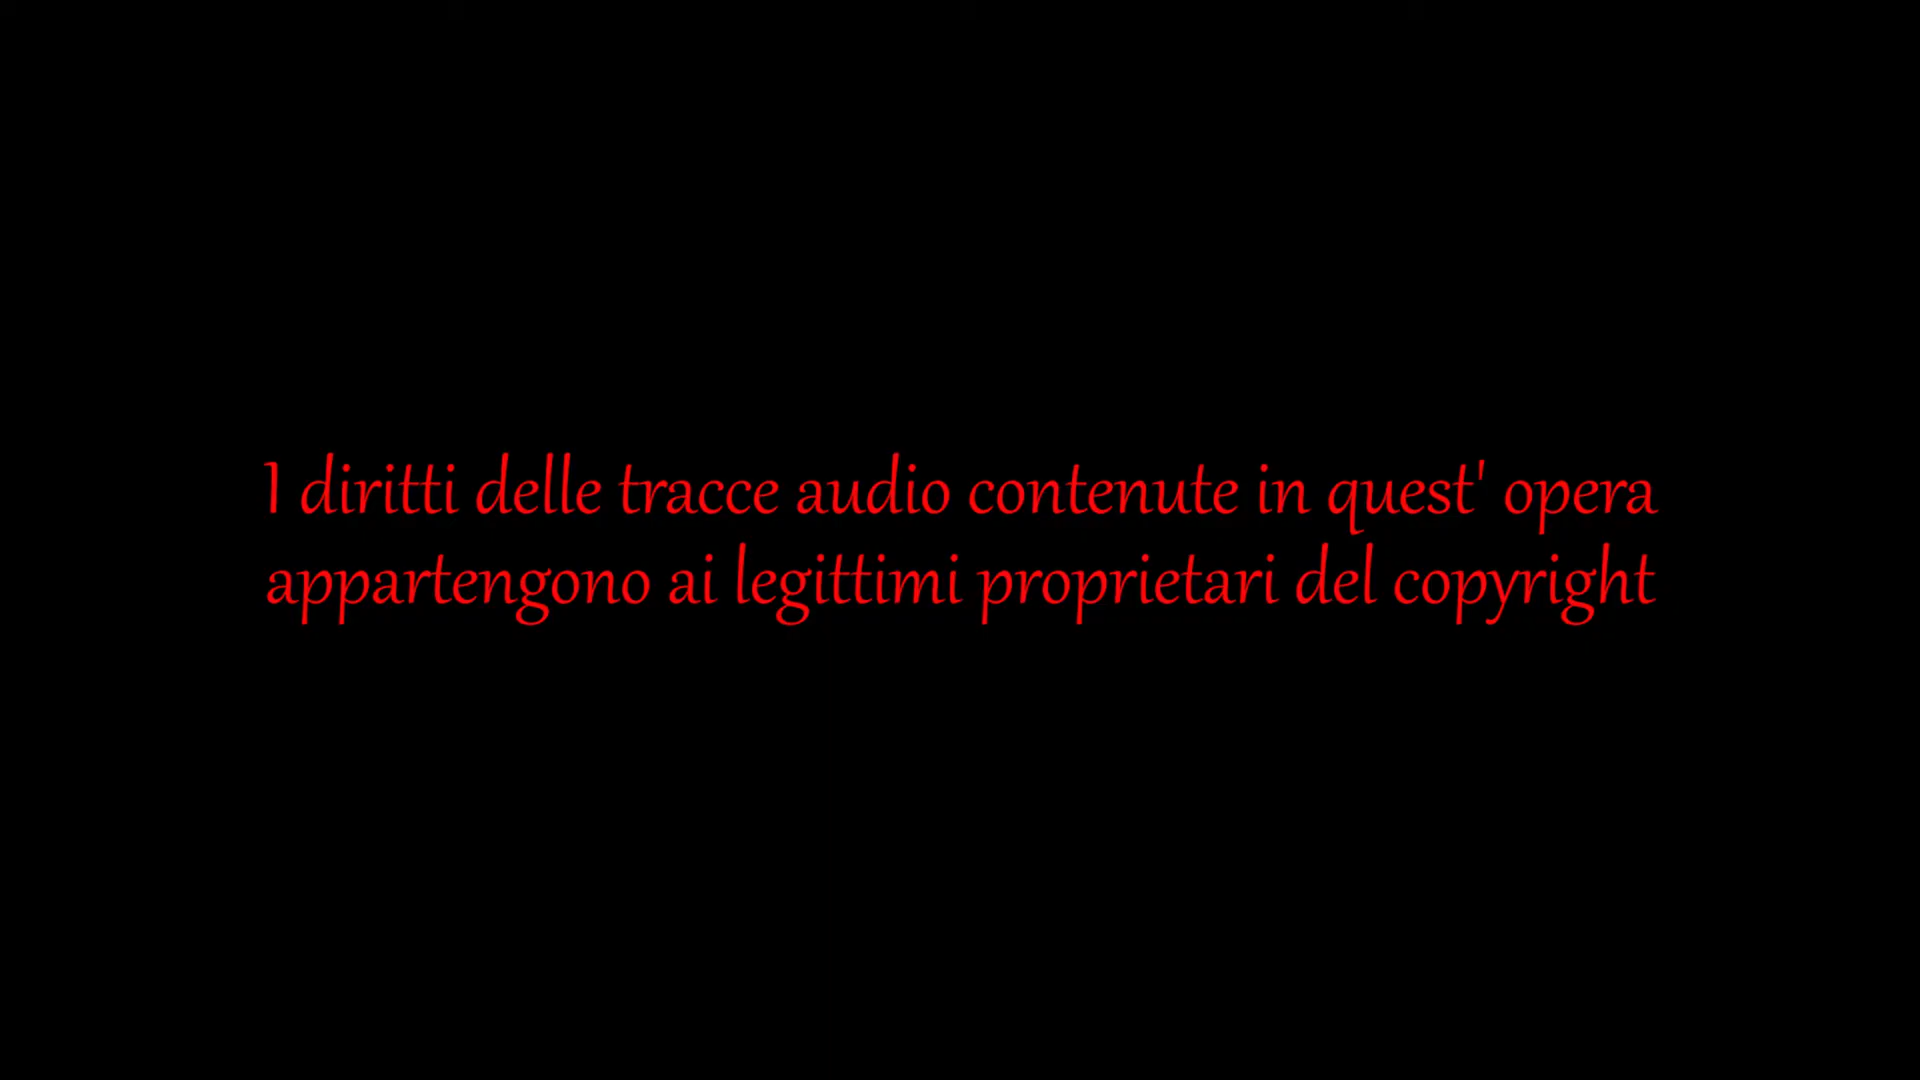 I diritti delle tracce audio contenute in quest' opera
appartengono ai legittimi proprietari del copyright